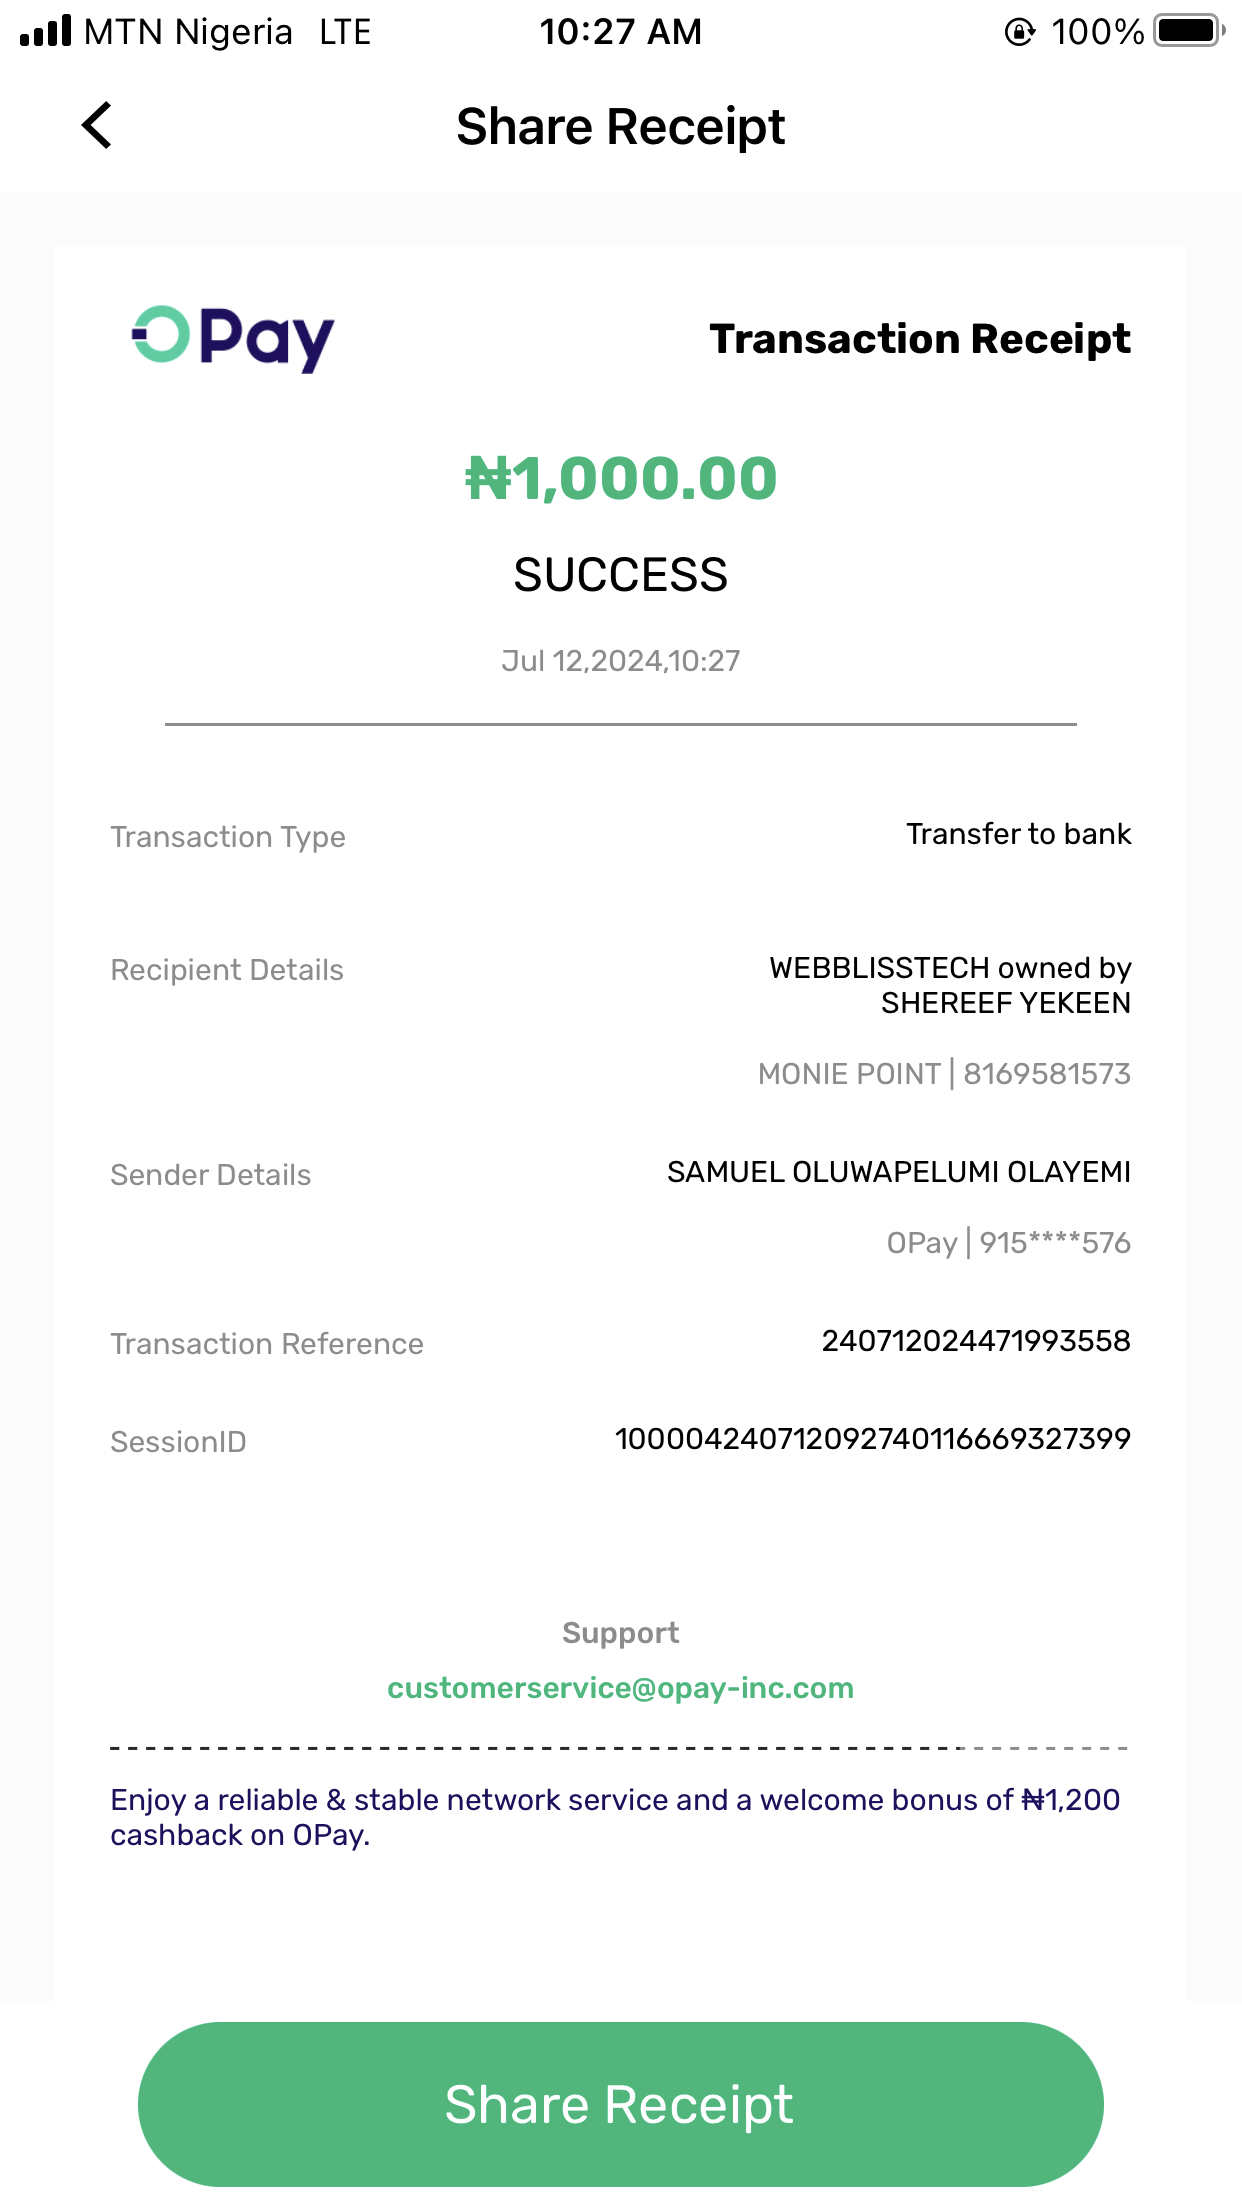 MTN Nigeria LTE 10:27 AM 100%
Share Receipt
OPay Transaction Receipt
₦1,000.00
SUCCESS
Jul 12,2024,10:27
Transaction Type Transfer to bank
Recipient Details WEBBLISSTECH owned by
SHEREEF YEKEEN
MONIE POINT | 8169581573
Sender Details SAMUEL OLUWAPELUMI OLAYEMI
OPay | 915****576
Transaction Reference 240712024471993558
SessionID 100004240712092740116669327399
Support
customerservice@opay-inc.com
Enjoy a reliable & stable network service and a welcome bonus of ₦1,200
cashback on OPay.
Share Receipt